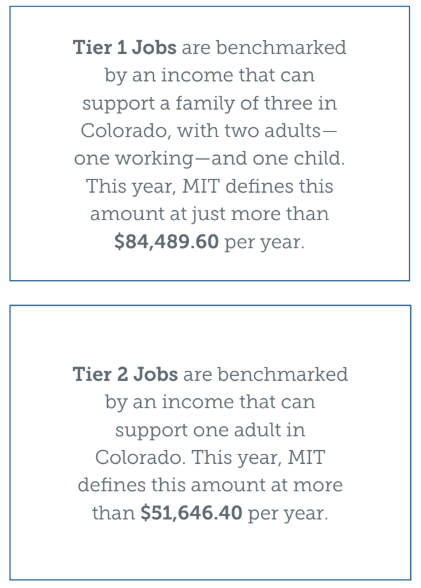 Tier 1 Jobs are benchmarked
by an income that can
support a family of three in
Colorado, with two adults—
one working—and one child.
This year, MIT defines this
amount at just more than
$84,489.60 per year.
Tier 2 Jobs are benchmarked
by an income that can
support one adult in
Colorado. This year, MIT
defines this amount at more
than $51,646.40 per year.